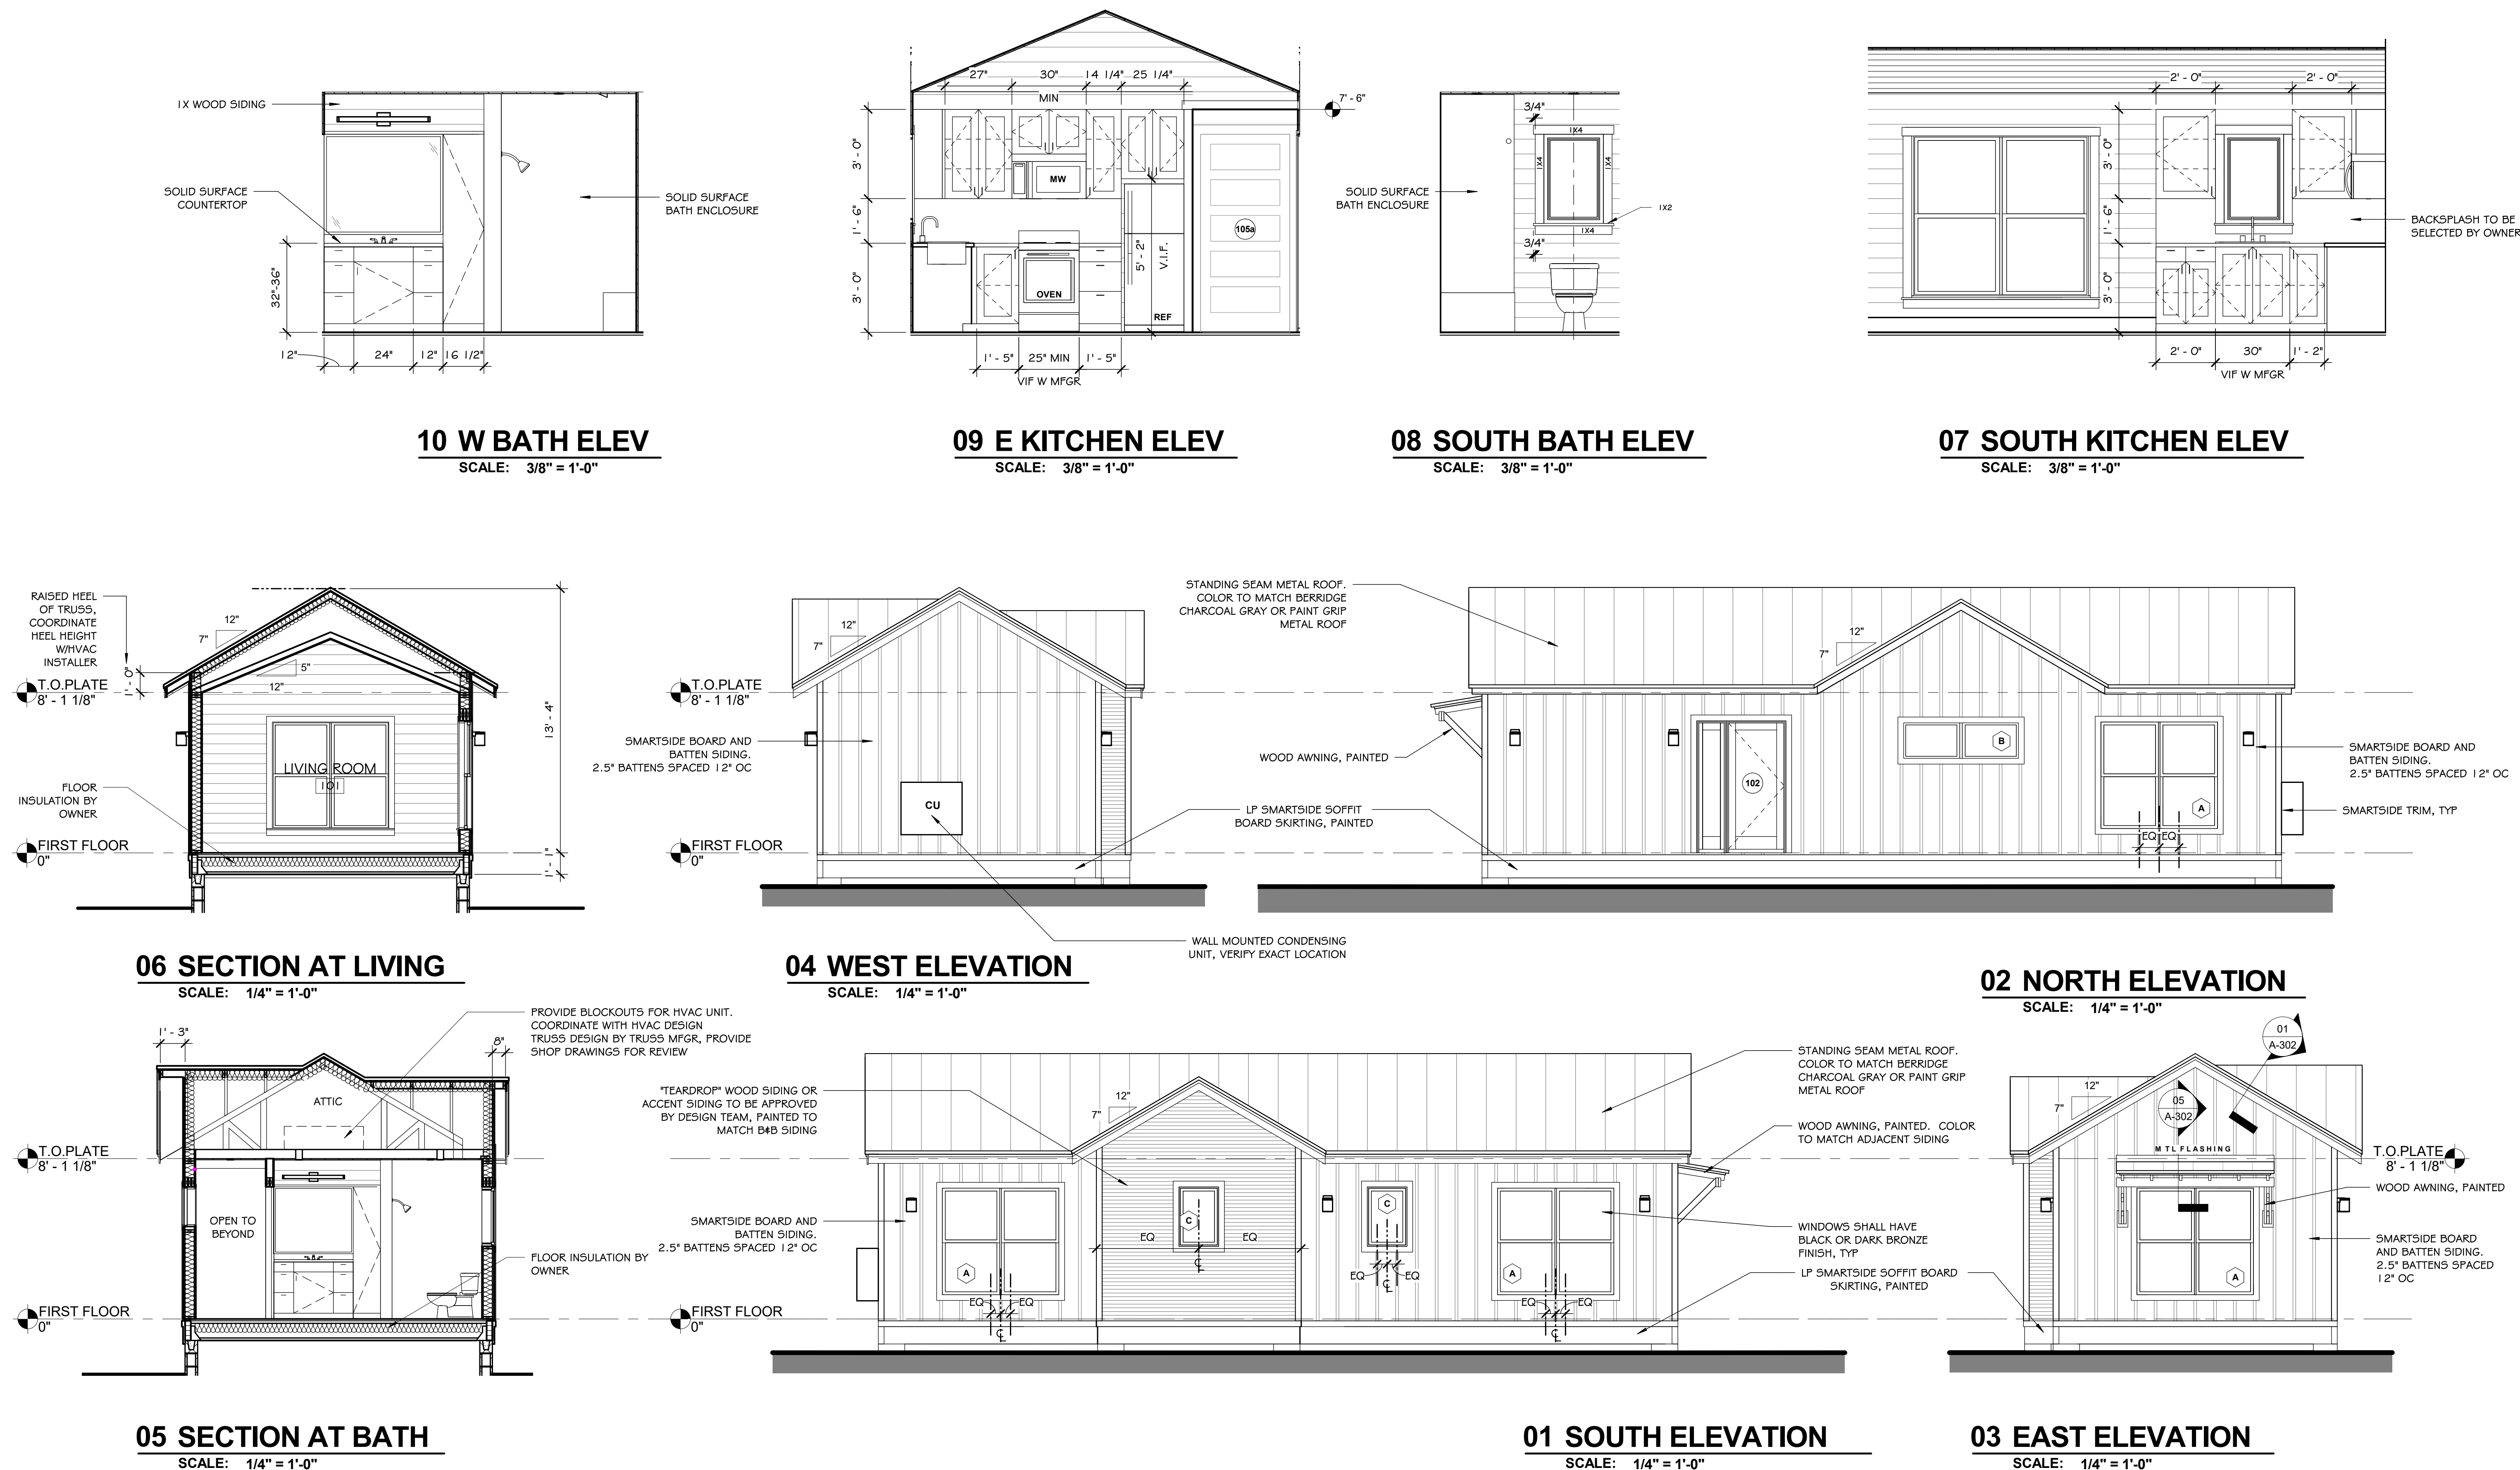 1X WOOD SIDING
SOLID SURFACE
COUNTERTOP
SOLID SURFACE
BATH ENCLOSURE
32"-36"
12"
24"
12"
16 1/2"
10 W BATH ELEV
SCALE: 3/8" = 1'-0"
27"
30"
14 1/4"
25 1/4"
MIN
7' - 6"
3' - 0"
1' - 6"
3' - 0"
MW
OVEN
5' - 2"
V.I.F.
REF
105a
1' - 5"
25" MIN
1' - 5"
VIF W MFGR
09 E KITCHEN ELEV
SCALE: 3/8" = 1'-0"
3/4"
1X4
1X4
1X4
1X4
1X2
3/4"
SOLID SURFACE
BATH ENCLOSURE
08 SOUTH BATH ELEV
SCALE: 3/8" = 1'-0"
2' - 0"
2' - 0"
3' - 0"
1' - 6"
3' - 0"
BACKSPLASH TO BE
SELECTED BY OWNER
2' - 0"
30"
1' - 2"
VIF W MFGR
07 SOUTH KITCHEN ELEV
SCALE: 3/8" = 1'-0"
RAISED HEEL
OF TRUSS,
COORDINATE
HEEL HEIGHT
W/HVAC
INSTALLER
12"
7"
5"
12"
1' - 0"
T.O.PLATE
8' - 1 1/8"
13' - 4"
LIVING ROOM
101
FLOOR
INSULATION BY
OWNER
FIRST FLOOR
0"
1' - 1"
06 SECTION AT LIVING
SCALE: 1/4" = 1'-0"
12"
7"
T.O.PLATE
8' - 1 1/8"
SMARTSIDE BOARD AND
BATTEN SIDING.
2.5" BATTENS SPACED 12" OC
CU
FIRST FLOOR
0"
WALL MOUNTED CONDENSING
UNIT, VERIFY EXACT LOCATION
04 WEST ELEVATION
SCALE: 1/4" = 1'-0"
STANDING SEAM METAL ROOF.
COLOR TO MATCH BERRIDGE
CHARCOAL GRAY OR PAINT GRIP
METAL ROOF
12"
7"
WOOD AWNING, PAINTED
LP SMARTSIDE SOFFIT
BOARD SKIRTING, PAINTED
102
B
A
EQ
EQ
SMARTSIDE BOARD AND
BATTEN SIDING.
2.5" BATTENS SPACED 12" OC
SMARTSIDE TRIM, TYP
02 NORTH ELEVATION
SCALE: 1/4" = 1'-0"
1' - 3"
8"
PROVIDE BLOCKOUTS FOR HVAC UNIT.
COORDINATE WITH HVAC DESIGN
TRUSS DESIGN BY TRUSS MFGR, PROVIDE
SHOP DRAWINGS FOR REVIEW
ATTIC
T.O.PLATE
8' - 1 1/8"
OPEN TO
BEYOND
FLOOR INSULATION BY
OWNER
FIRST FLOOR
0"
05 SECTION AT BATH
SCALE: 1/4" = 1'-0"
"TEARDROP" WOOD SIDING OR
ACCENT SIDING TO BE APPROVED
BY DESIGN TEAM, PAINTED TO
MATCH B&B SIDING
12"
7"
T.O.PLATE
8' - 1 1/8"
SMARTSIDE BOARD AND
BATTEN SIDING.
2.5" BATTENS SPACED 12" OC
FIRST FLOOR
0"
A
EQ
EQ
C
EQ
EQ
C
EQ
EQ
A
EQ
EQ
STANDING SEAM METAL ROOF.
COLOR TO MATCH BERRIDGE
CHARCOAL GRAY OR PAINT GRIP
METAL ROOF
WOOD AWNING, PAINTED. COLOR
TO MATCH ADJACENT SIDING
WINDOWS SHALL HAVE
BLACK OR DARK BRONZE
FINISH, TYP
LP SMARTSIDE SOFFIT BOARD
SKIRTING, PAINTED
01 SOUTH ELEVATION
SCALE: 1/4" = 1'-0"
01
A-302
12"
7"
05
A-302
MTL FLASHING
T.O.PLATE
8' - 1 1/8"
WOOD AWNING, PAINTED
SMARTSIDE BOARD
AND BATTEN SIDING.
2.5" BATTENS SPACED
12" OC
A
03 EAST ELEVATION
SCALE: 1/4" = 1'-0"